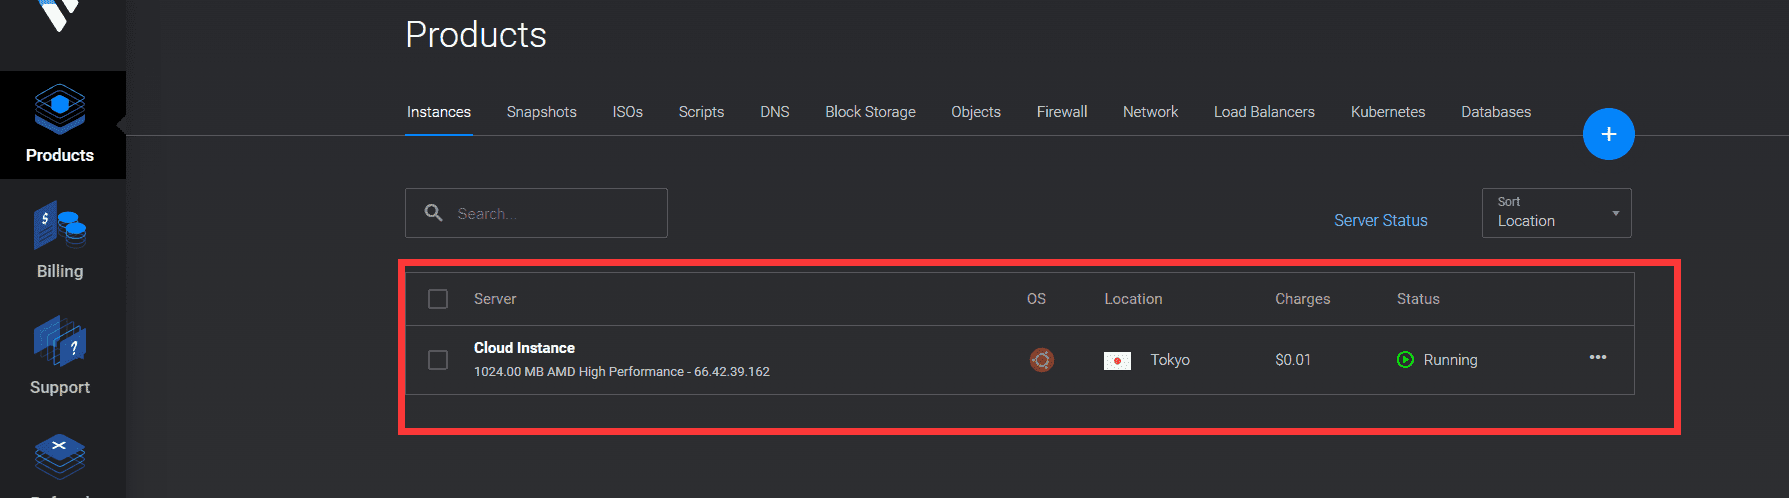 Products
Instances Snapshots ISOs Scripts DNS Block Storage Objects Firewall Network Load Balancers Kubernetes Databases
+
Products
$
Billing
?
Support
Search...
Server Status
Sort
Location
Server OS Location Charges Status
Cloud Instance
1024.00 MB AMD High Performance - 66.42.39.162
Tokyo $0.01 Running